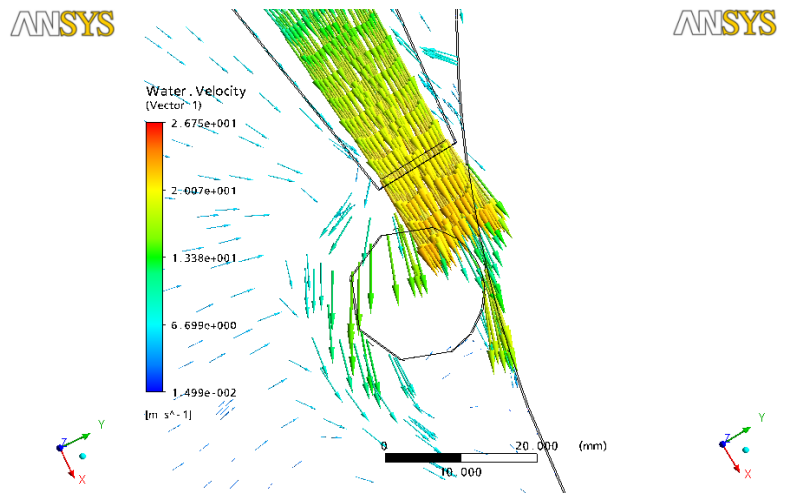 ANSYS
ANSYS
Water . Velocity
(Vector 1)
2.675e+001
2.007e+001
1.338e+001
6.699e+000
1.499e-002
[m s^-1]
0 20.000 (mm)
10.000
Y
Z
X
Y
Z
X